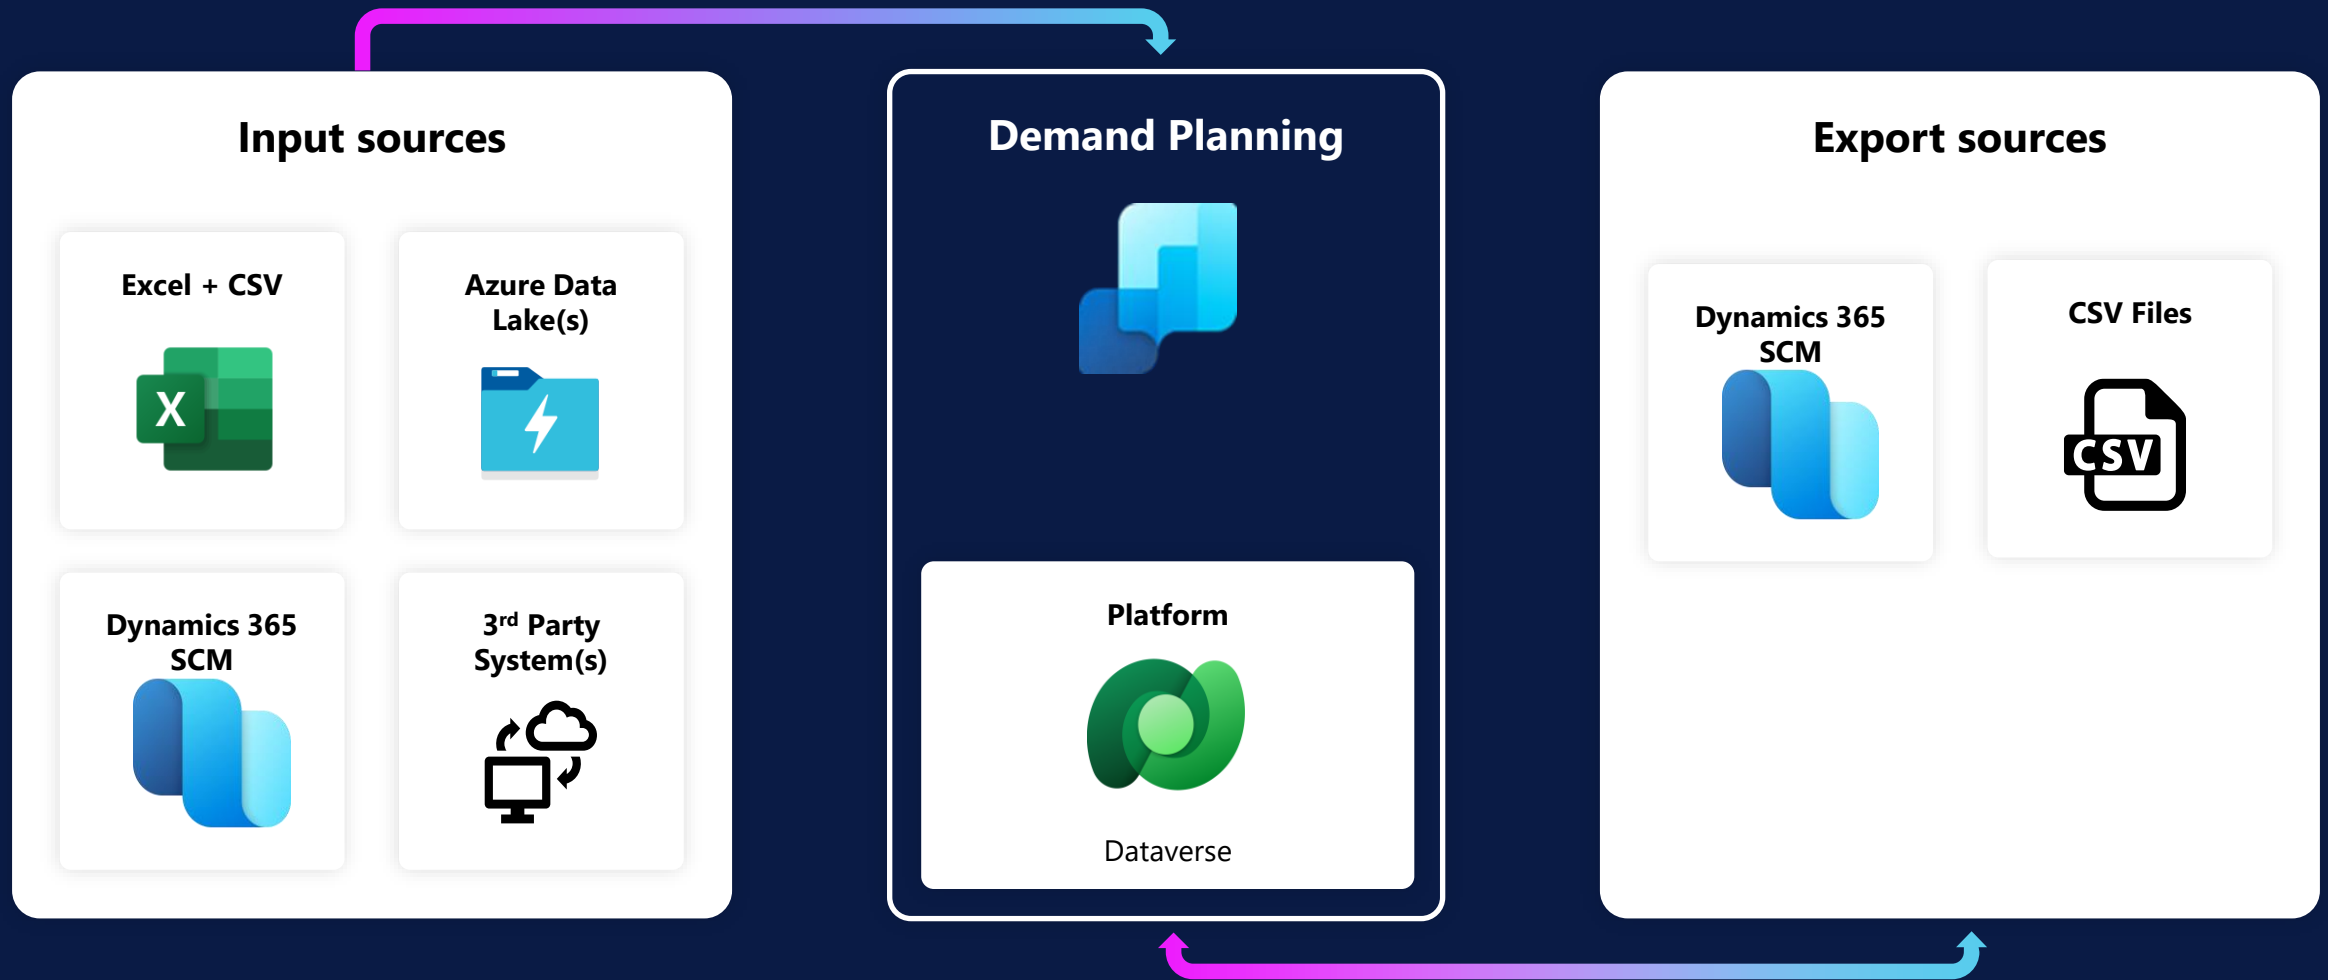 Input sources
Excel + CSV
X
Azure Data
Lake(s)
Dynamics 365
SCM
3rd Party
System(s)
Demand Planning
Platform
Dataverse
Export sources
Dynamics 365
SCM
CSV Files
CSV